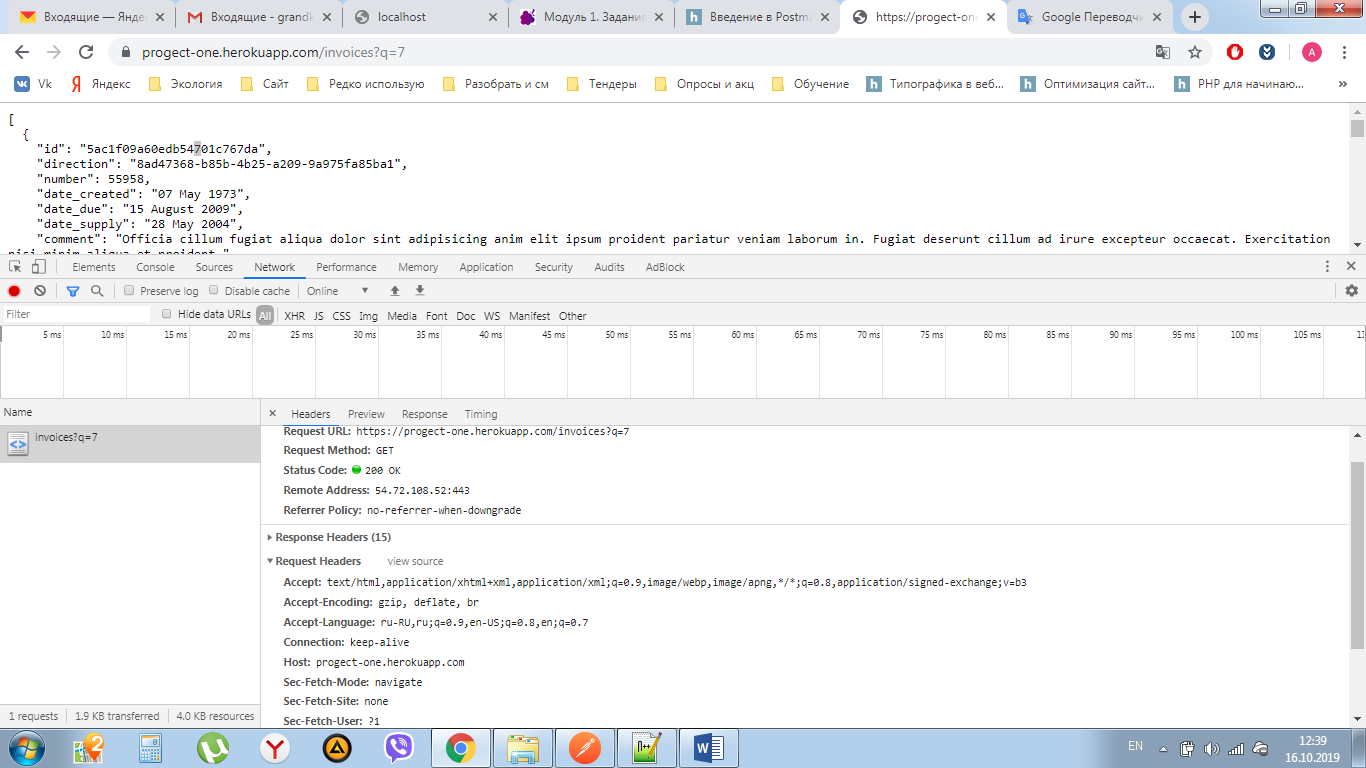 Входящие — Янде
Входящие - grandk
localhost
Модуль 1. Задания
Введение в Postma
https://progect-one
Google Переводчи
progect-one.herokuapp.com/invoices?q=7
A
Vk
Яндекс
Экология
Сайт
Редко использую
Разобрать и см
Тендеры
Опросы и акц
Обучение
Типографика в веб...
Оптимизация сайт...
PHP для начинаю...
»
[
{
"id": "5ac1f09a60edb54701c767da",
"direction": "8ad47368-b85b-4b25-a209-9a975fa85ba1",
"number": 55958,
"date_created": "07 May 1973",
"date_due": "15 August 2009",
"date_supply": "28 May 2004",
"comment": "Officia cillum fugiat aliqua dolor sint adipisicing anim elit ipsum proident pariatur veniam laborum in. Fugiat deserunt cillum ad irure excepteur occaecat. Exercitation
nisi minim aliqua et proident."
Elements Console Sources Network Performance Memory Application Security Audits AdBlock
Preserve log Disable cache Online
Filter Hide data URLs All XHR JS CSS Img Media Font Doc WS Manifest Other
5 ms 10 ms 15 ms 20 ms 25 ms 30 ms 35 ms 40 ms 45 ms 50 ms 55 ms 60 ms 65 ms 70 ms 75 ms 80 ms 85 ms 90 ms 95 ms 100 ms 105 ms 11
Name
invoices?q=7
1 requests 1.9 KB transferred 4.0 KB resources
Headers Preview Response Timing
Request URL: https://progect-one.herokuapp.com/invoices?q=7
Request Method: GET
Status Code: 200 OK
Remote Address: 54.72.108.52:443
Referrer Policy: no-referrer-when-downgrade
Response Headers (15)
Request Headers view source
Accept: text/html,application/xhtml+xml,application/xml;q=0.9,image/webp,image/apng,*/*;q=0.8,application/signed-exchange;v=b3
Accept-Encoding: gzip, deflate, br
Accept-Language: ru-RU,ru;q=0.9,en-US;q=0.8,en;q=0.7
Connection: keep-alive
Host: progect-one.herokuapp.com
Sec-Fetch-Mode: navigate
Sec-Fetch-Site: none
Sec-Fetch-User: ?1
EN
12:39
16.10.2019